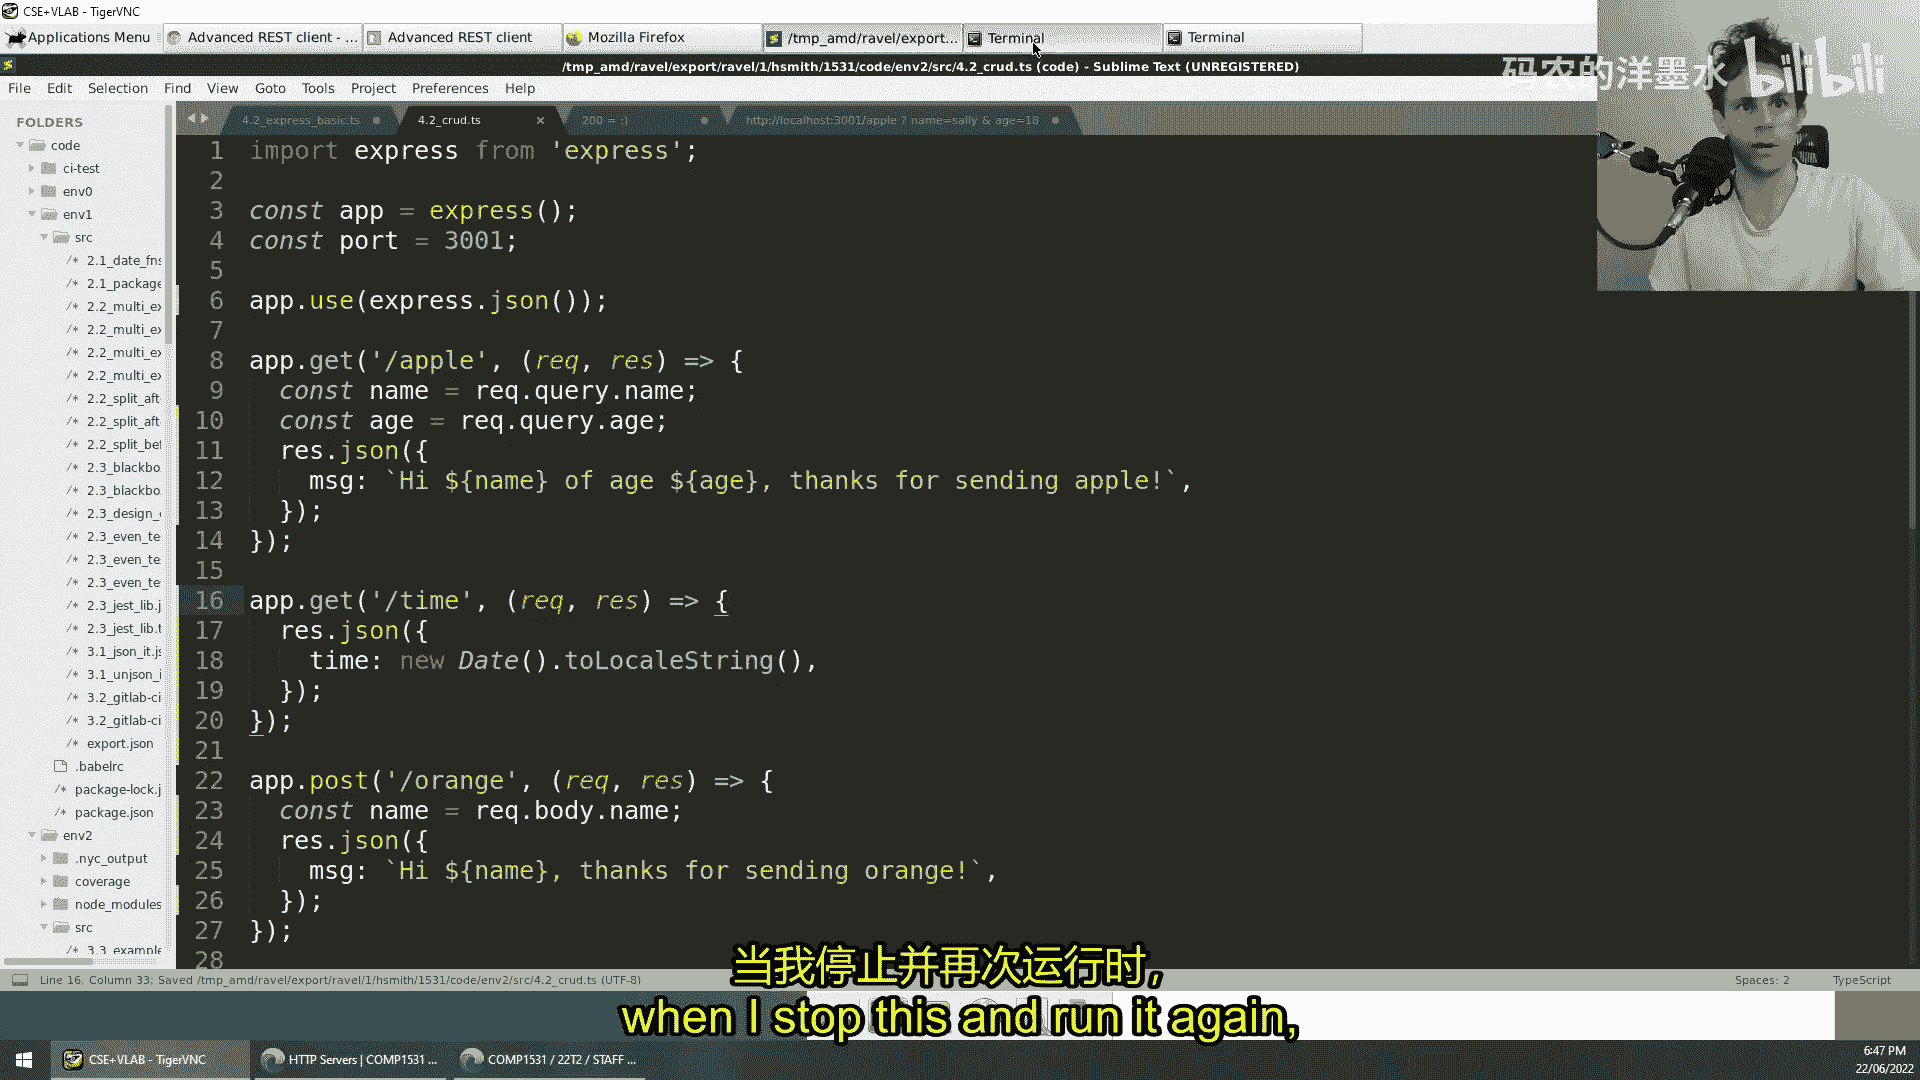 CSE+VLAB - TigerVNC
Applications Menu
Advanced REST client - ...
Advanced REST client
Mozilla Firefox
/tmp_amd/ravel/export...
Terminal
Terminal
/tmp_amd/ravel/export/ravel/1/hsmith/1531/code/env2/src/4.2_crud.ts (code) - Sublime Text (UNREGISTERED)
码农的洋墨水 bilibili
File Edit Selection Find View Goto Tools Project Preferences Help
4.2_express_basic.ts
4.2_crud.ts
200 = :)
http://localhost:3001/apple ? name=sally & age=18
FOLDERS
code
ci-test
env0
env1
src
/* 2.1_date_fns
/* 2.1_package
/* 2.2_multi_ex
/* 2.2_multi_ex
/* 2.2_multi_ex
/* 2.2_multi_ex
/* 2.2_split_aft
/* 2.2_split_aft
/* 2.2_split_bef
/* 2.3_blackbo
/* 2.3_blackbo
/* 2.3_design_
/* 2.3_even_te
/* 2.3_even_te
/* 2.3_even_te
/* 2.3_jest_lib.j
/* 2.3_jest_lib.t
/* 3.1_json_it.js
/* 3.1_unjson_i
/* 3.2_gitlab-ci
/* 3.2_gitlab-ci
/* export.json
.babelrc
/* package-lock.j
/* package.json
env2
.nyc_output
coverage
node_modules
src
/* 3.3_example
1 import express from 'express';
2
3 const app = express();
4 const port = 3001;
5
6 app.use(express.json());
7
8 app.get('/apple', (req, res) => {
9 const name = req.query.name;
10 const age = req.query.age;
11 res.json({
12 msg: `Hi ${name} of age ${age}, thanks for sending apple!`,
13 });
14 });
15
16 app.get('/time', (req, res) => {
17 res.json({
18 time: new Date().toLocaleString(),
19 });
20 });
21
22 app.post('/orange', (req, res) => {
23 const name = req.body.name;
24 res.json({
25 msg: `Hi ${name}, thanks for sending orange!`,
26 });
27 });
28
当我停止并再次运行时，
when I stop this and run it again,
Line 16, Column 33; Saved /tmp_amd/ravel/export/ravel/1/hsmith/1531/code/env2/src/4.2_crud.ts (UTF-8)
Spaces: 2
TypeScript
CSE+VLAB - TigerVNC
HTTP Servers | COMP1531 ...
COMP1531 / 22T2 / STAFF ...
6:47 PM
22/06/2022